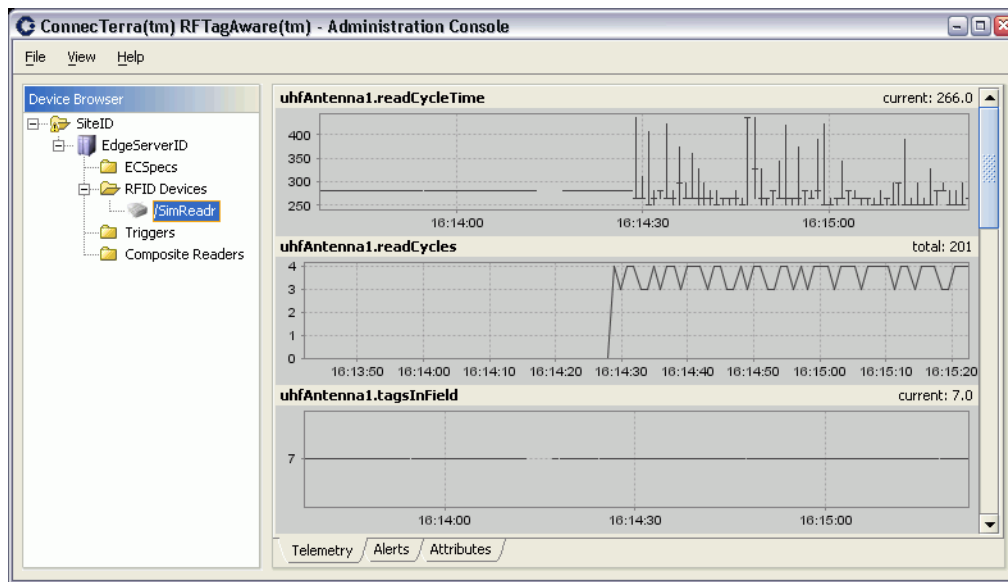 ConnecTerra(tm) RFTagAware(tm) - Administration Console
File View Help
Device Browser
SiteID
EdgeServerID
ECSpecs
RFID Devices
/SimReadr
Triggers
Composite Readers
uhfAntenna1.readCycleTime current: 266.0
400
350
300
250
16:14:00 16:14:30 16:15:00
uhfAntenna1.readCycles total: 201
4
3
2
1
0
16:13:50 16:14:00 16:14:10 16:14:20 16:14:30 16:14:40 16:14:50 16:15:00 16:15:10 16:15:20
uhfAntenna1.tagsInField current: 7.0
7
16:14:00 16:14:30 16:15:00
Telemetry Alerts Attributes